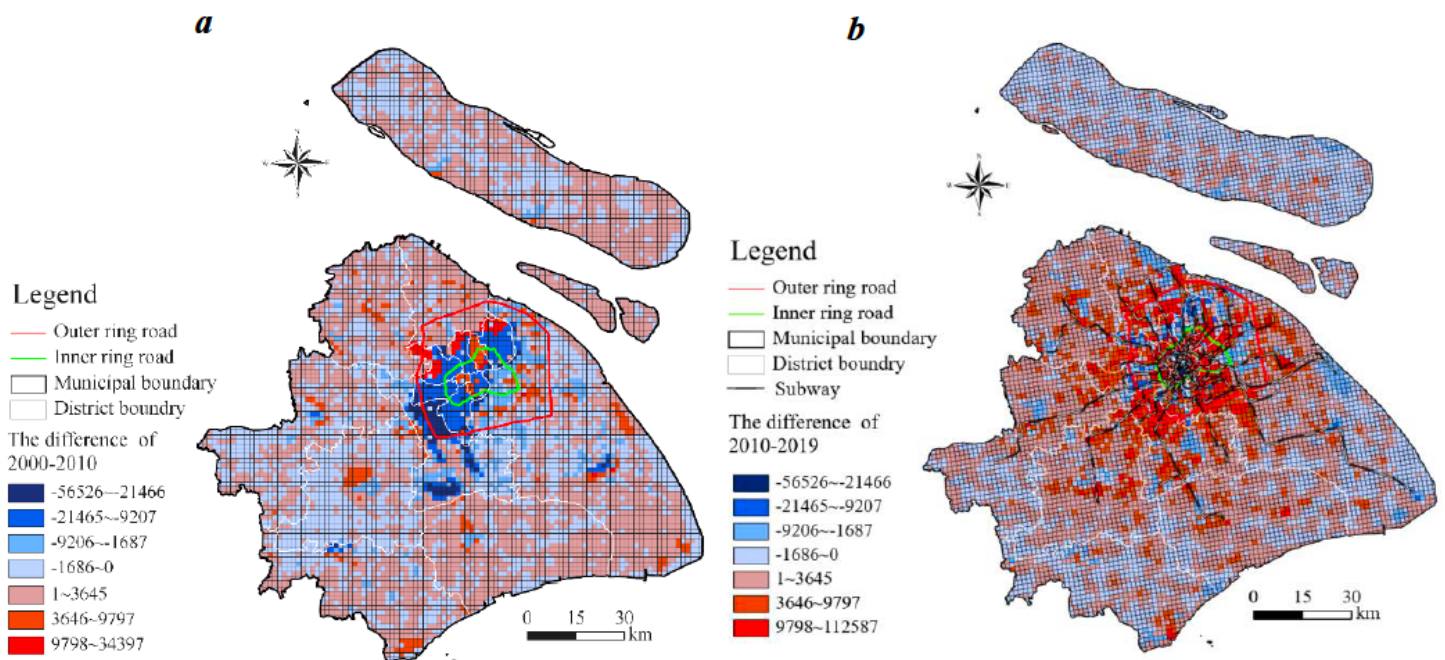 a
b
N
W
E
S
Legend
Outer ring road
Inner ring road
Municipal boundary
District boundry
The difference of
2000-2010
-56526~-21466
-21465~-9207
-9206~-1687
-1686~0
1~3645
3646~9797
9798~34397
0 15 30
km
N
W
E
S
Legend
Outer ring road
Inner ring road
Municipal boundary
District boundry
Subway
The difference of
2010-2019
-56526~-21466
-21465~-9207
-9206~-1687
-1686~0
1~3645
3646~9797
9798~112587
0 15 30
km